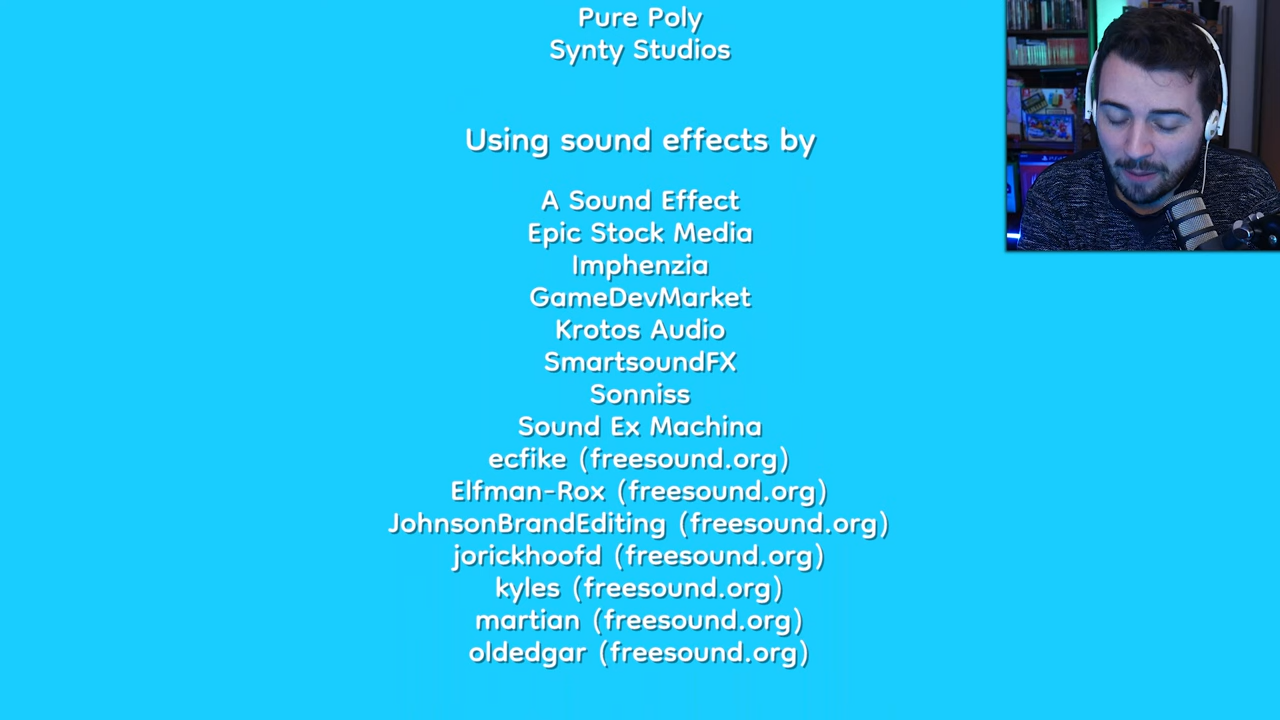 Pure Poly
Synty Studios
Using sound effects by
A Sound Effect
Epic Stock Media
Imphenzia
GameDevMarket
Krotos Audio
SmartsoundFX
Sonniss
Sound Ex Machina
ecfike (freesound.org)
Elfman-Rox (freesound.org)
JohnsonBrandEditing (freesound.org)
jorickhoofd (freesound.org)
kyles (freesound.org)
martian (freesound.org)
oldedgar (freesound.org)